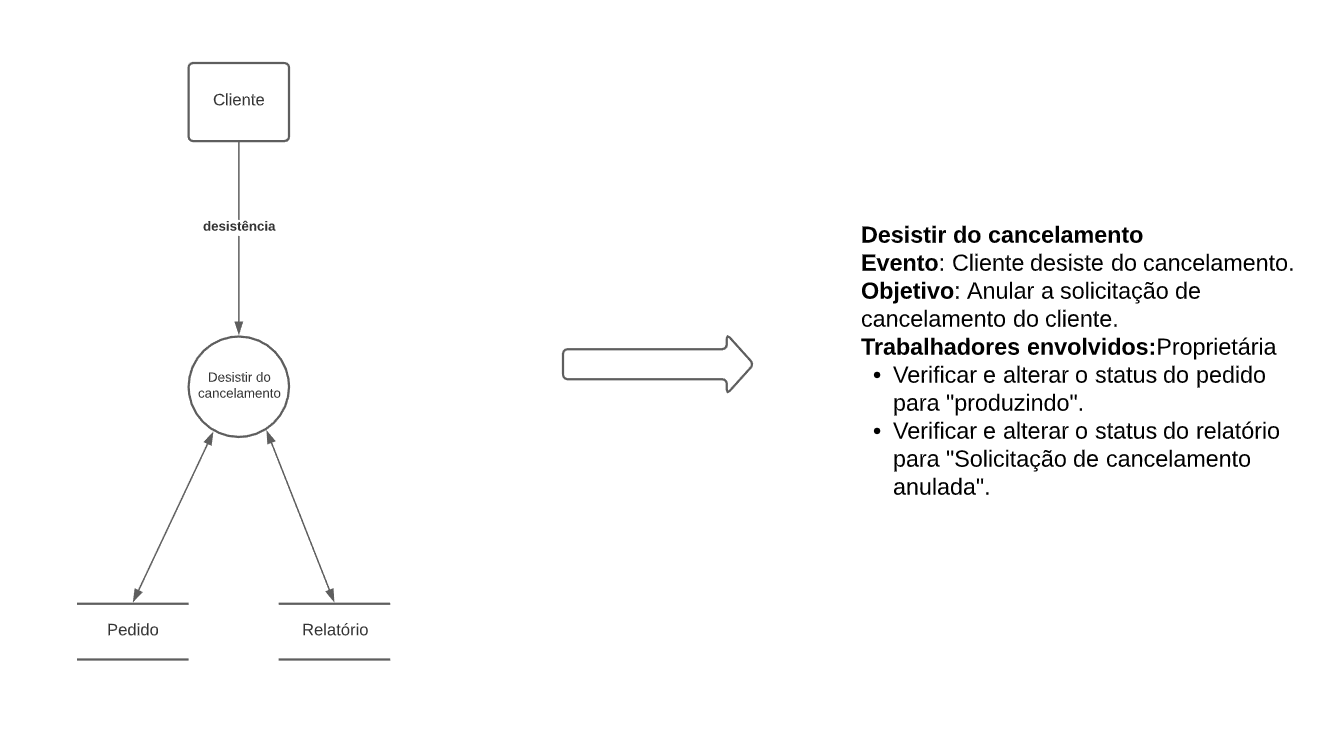 Cliente
desistência
Desistir do
cancelamento
Pedido
Relatório
Desistir do cancelamento
Evento: Cliente desiste do cancelamento.
Objetivo: Anular a solicitação de
cancelamento do cliente.
Trabalhadores envolvidos:Proprietária
• Verificar e alterar o status do pedido
para "produzindo".
• Verificar e alterar o status do relatório
para "Solicitação de cancelamento
anulada".